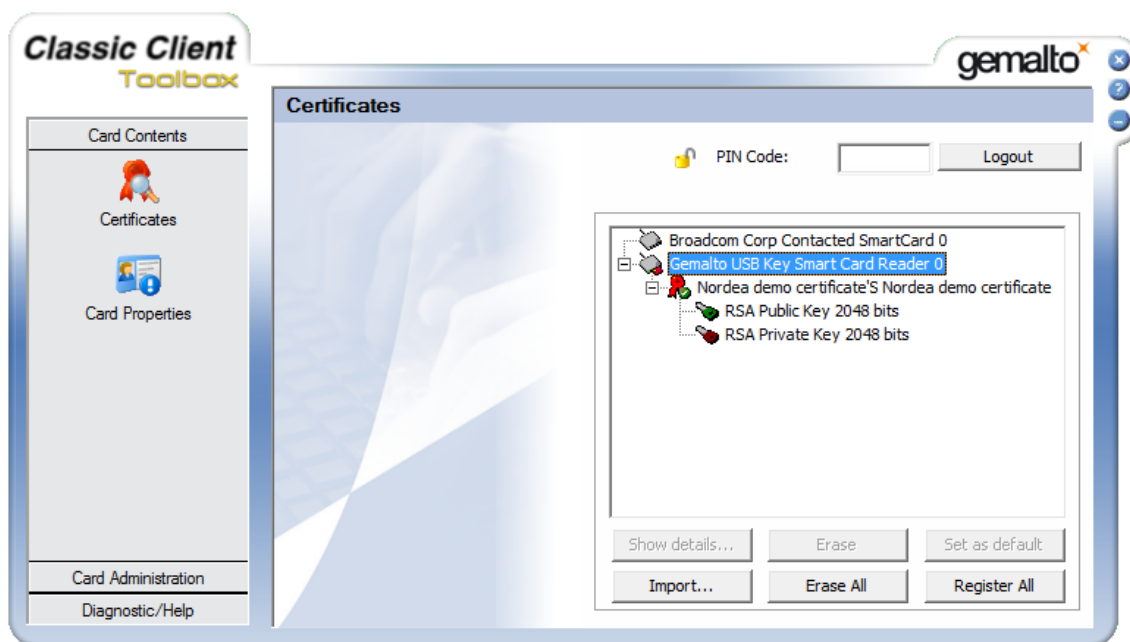 Classic Client
Toolbox
gemalto
Certificates
Card Contents
Certificates
Card Properties
Card Administration
Diagnostic/Help
PIN Code:
Logout
Broadcom Corp Contacted SmartCard 0
Gemalto USB Key Smart Card Reader 0
Nordea demo certificate'S Nordea demo certificate
RSA Public Key 2048 bits
RSA Private Key 2048 bits
Show details...
Erase
Set as default
Import...
Erase All
Register All